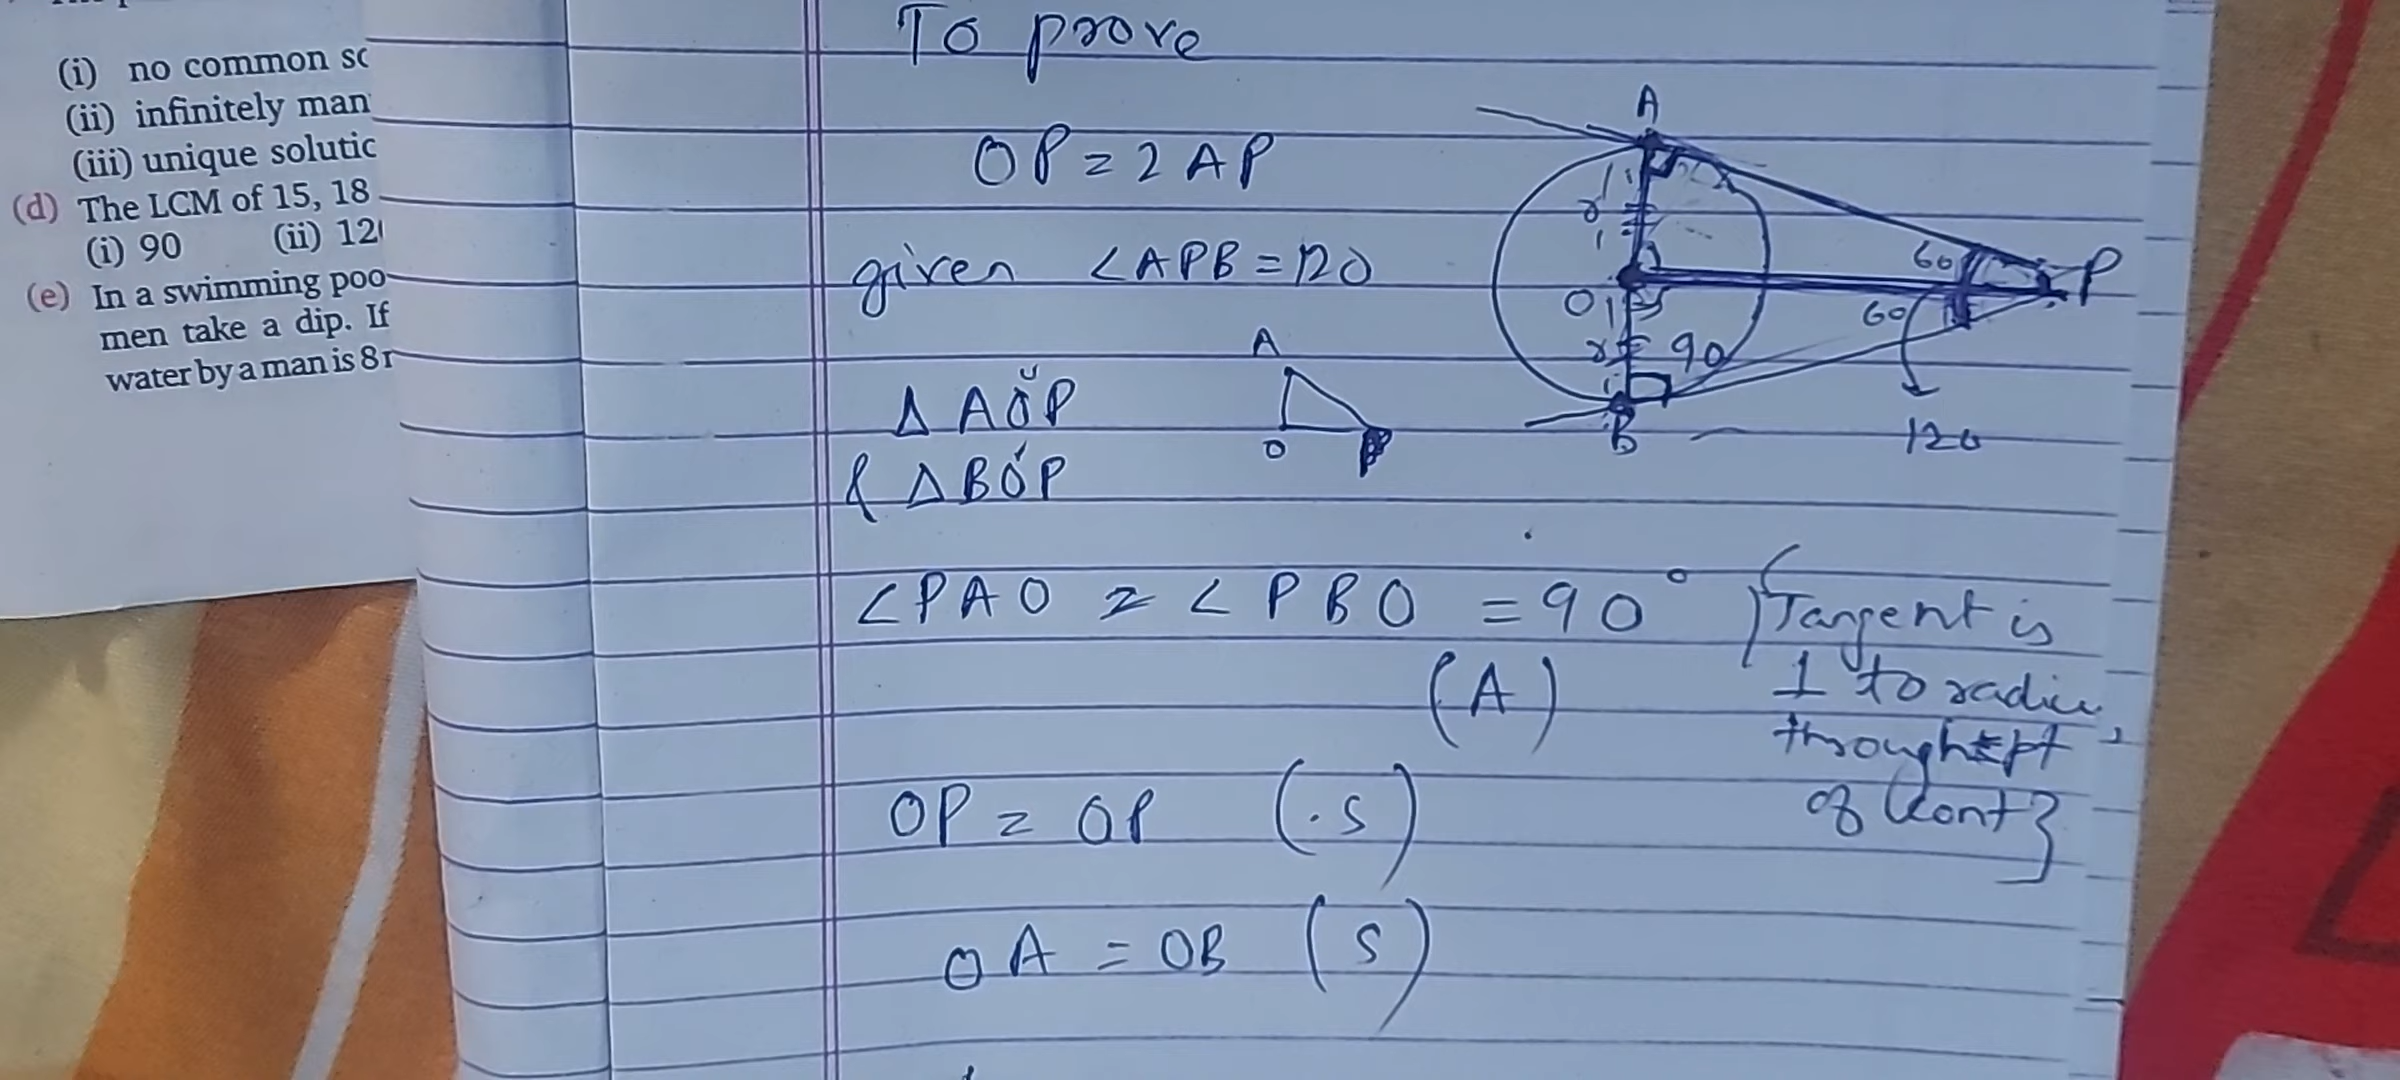 (i) no common sc
(ii) infinitely man
(iii) unique solutic
(d) The LCM of 15, 18
(i) 90 (ii) 12
(e) In a swimming poo
men take a dip. If
water by a man is 8 r
To prove
OP = 2 AP
given ∠APB = 120
Δ AOP
& Δ BOP
A
O
A
r
O
r
90
B
60
60
P
120
∠PAO = ∠PBO = 90° {Tangent is
(A) ⊥ to radius
through pt
of Cont}
OP = OP (S)
OA = OB (S)